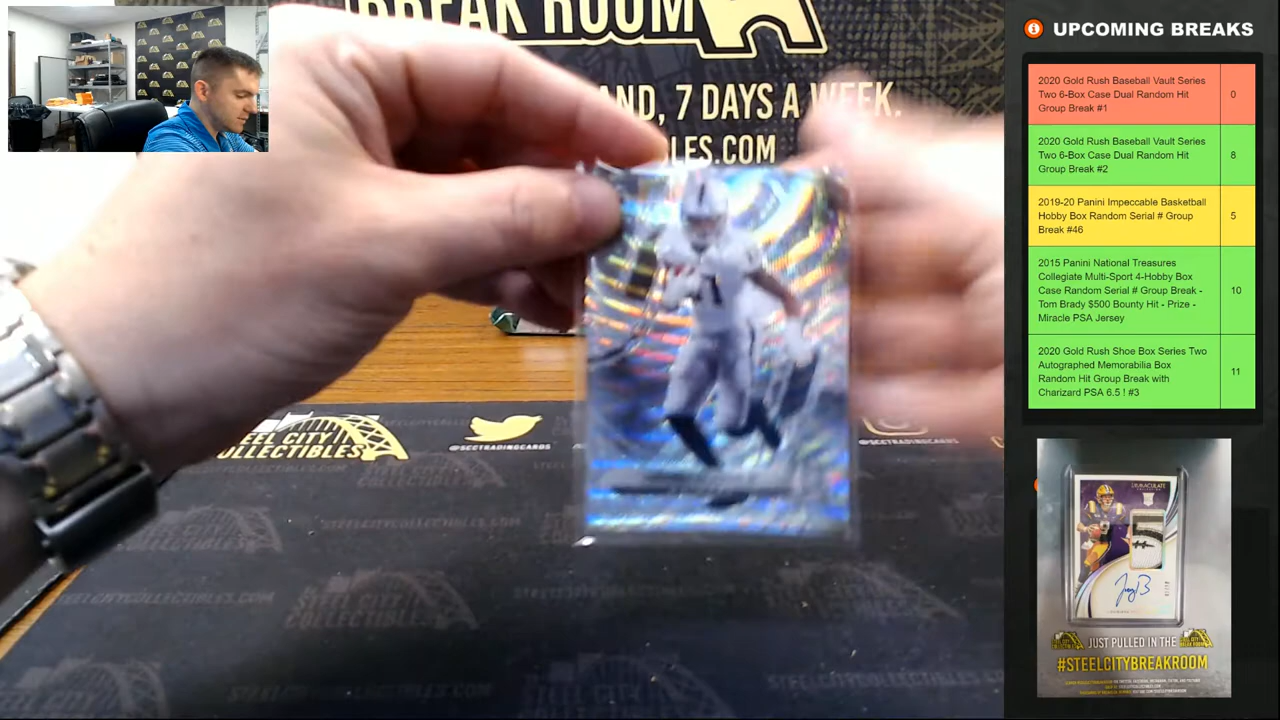 BREAK ROOM
AND, 7 DAYS A WEEK,
LES.COM
STEEL CITY
COLLECTIBLES
@SCCTRADINGCARDS
@SCCTRADINGCARDS
UPCOMING BREAKS
2020 Gold Rush Baseball Vault Series
Two 6-Box Case Dual Random Hit
Group Break #1
0
2020 Gold Rush Baseball Vault Series
Two 6-Box Case Dual Random Hit
Group Break #2
8
2019-20 Panini Impeccable Basketball
Hobby Box Random Serial # Group
Break #46
5
2015 Panini National Treasures
Collegiate Multi-Sport 4-Hobby Box
Case Random Serial # Group Break -
Tom Brady $500 Bounty Hit - Prize -
Miracle PSA Jersey
10
2020 Gold Rush Shoe Box Series Two
Autographed Memorabilia Box
Random Hit Group Break with
Charizard PSA 6.5 ! #3
11
IMMACULATE
JUST PULLED IN THE
#STEELCITYBREAKROOM